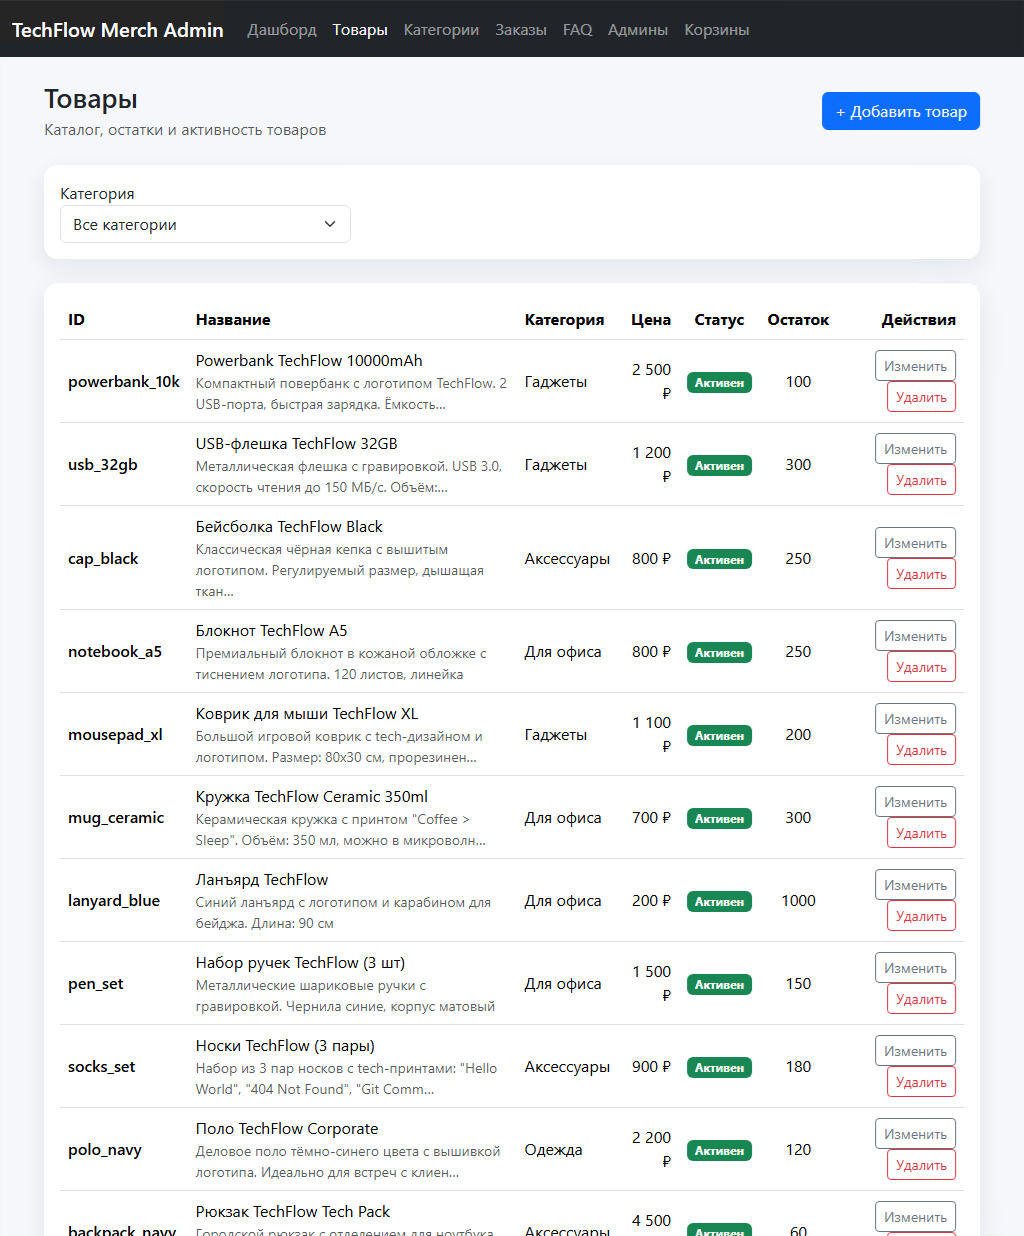 TechFlow Merch Admin Дашборд Товары Категории Заказы FAQ Админы Корзины
Товары
Каталог, остатки и активность товаров
+ Добавить товар
Категория
Все категории
ID Название Категория Цена Статус Остаток Действия
powerbank_10k
Powerbank TechFlow 10000mAh
Компактный повербанк с логотипом TechFlow. 2
USB-порта, быстрая зарядка. Ёмкость...
Гаджеты
2 500
₽
Активен
100
Изменить
Удалить
usb_32gb
USB-флешка TechFlow 32GB
Металлическая флешка с гравировкой. USB 3.0,
скорость чтения до 150 МБ/с. Объём:...
Гаджеты
1 200
₽
Активен
300
Изменить
Удалить
cap_black
Бейсболка TechFlow Black
Классическая чёрная кепка с вышитым
логотипом. Регулируемый размер, дышащая
ткан...
Аксессуары
800 ₽
Активен
250
Изменить
Удалить
notebook_a5
Блокнот TechFlow A5
Премиальный блокнот в кожаной обложке с
тиснением логотипа. 120 листов, линейка
Для офиса
800 ₽
Активен
250
Изменить
Удалить
mousepad_xl
Коврик для мыши TechFlow XL
Большой игровой коврик с tech-дизайном и
логотипом. Размер: 80x30 см, прорезинен...
Гаджеты
1 100
₽
Активен
200
Изменить
Удалить
mug_ceramic
Кружка TechFlow Ceramic 350ml
Керамическая кружка с принтом "Coffee >
Sleep". Объём: 350 мл, можно в микроволн...
Для офиса
700 ₽
Активен
300
Изменить
Удалить
lanyard_blue
Ланъярд TechFlow
Синий ланъярд с логотипом и карабином для
бейджа. Длина: 90 см
Для офиса
200 ₽
Активен
1000
Изменить
Удалить
pen_set
Набор ручек TechFlow (3 шт)
Металлические шариковые ручки с
гравировкой. Чернила синие, корпус матовый
Для офиса
1 500
₽
Активен
150
Изменить
Удалить
socks_set
Носки TechFlow (3 пары)
Набор из 3 пар носков с tech-принтами: "Hello
World", "404 Not Found", "Git Comm...
Аксессуары
900 ₽
Активен
180
Изменить
Удалить
polo_navy
Поло TechFlow Corporate
Деловое поло тёмно-синего цвета с вышивкой
логотипа. Идеально для встреч с клиен...
Одежда
2 200
₽
Активен
120
Изменить
Удалить
backpack_navy
Рюкзак TechFlow Tech Pack
Городской рюкзак с отделением для ноутбука
Аксессуары
4 500
Активен
60
Изменить